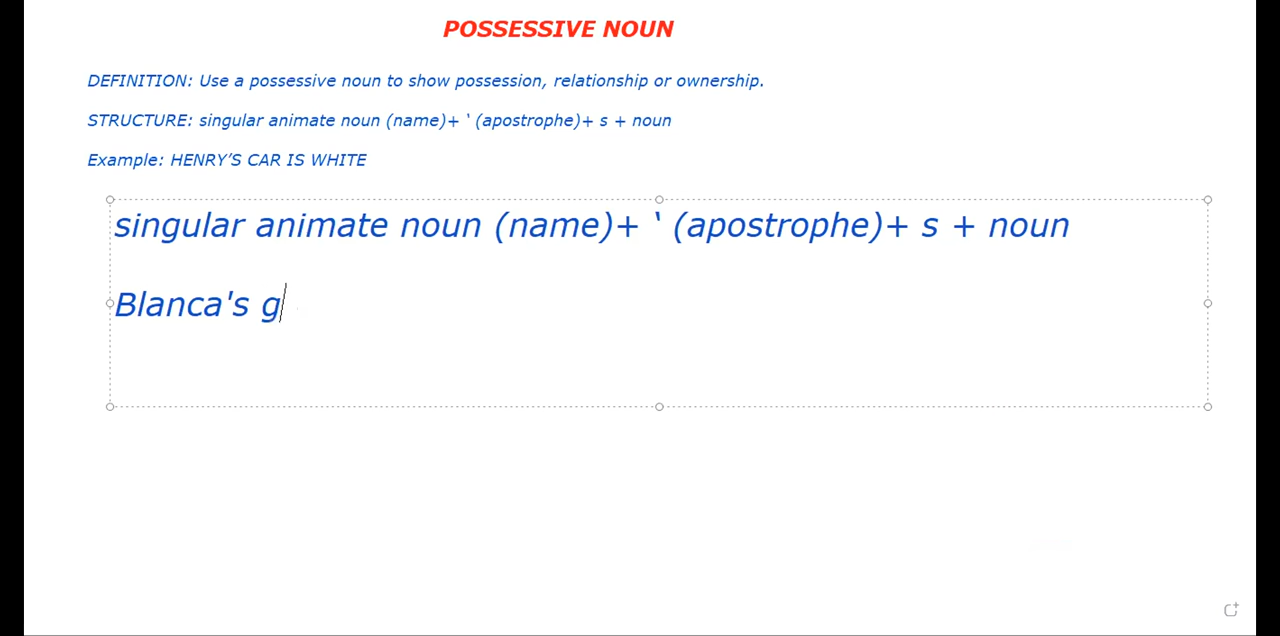 POSSESSIVE NOUN
DEFINITION: Use a possessive noun to show possession, relationship or ownership.
STRUCTURE: singular animate noun (name)+ ‘ (apostrophe)+ s + noun
Example: HENRY’S CAR IS WHITE
singular animate noun (name)+ ‘ (apostrophe)+ s + noun
Blanca's g